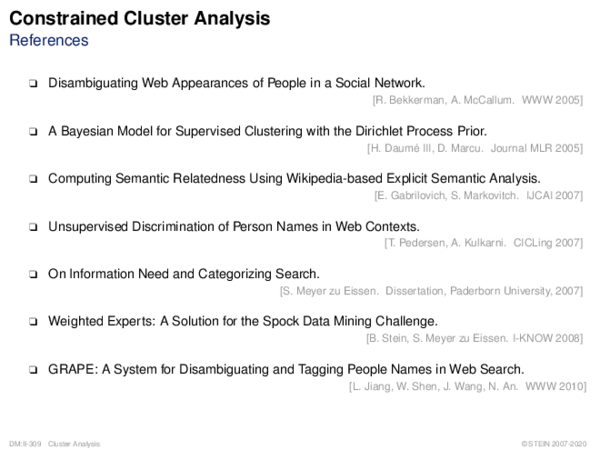 Constrained Cluster Analysis
References
❑ Disambiguating Web Appearances of People in a Social Network.
[R. Bekkerman, A. McCallum. WWW 2005]
❑ A Bayesian Model for Supervised Clustering with the Dirichlet Process Prior.
[H. Daumé III, D. Marcu. Journal MLR 2005]
❑ Computing Semantic Relatedness Using Wikipedia-based Explicit Semantic Analysis.
[E. Gabrilovich, S. Markovitch. IJCAI 2007]
❑ Unsupervised Discrimination of Person Names in Web Contexts.
[T. Pedersen, A. Kulkarni. CICLing 2007]
❑ On Information Need and Categorizing Search.
[S. Meyer zu Eissen. Dissertation, Paderborn University, 2007]
❑ Weighted Experts: A Solution for the Spock Data Mining Challenge.
[B. Stein, S. Meyer zu Eissen. I-KNOW 2008]
❑ GRAPE: A System for Disambiguating and Tagging People Names in Web Search.
[L. Jiang, W. Shen, J. Wang, N. An. WWW 2010]
DM:II-309 Cluster Analysis © STEIN 2007-2020